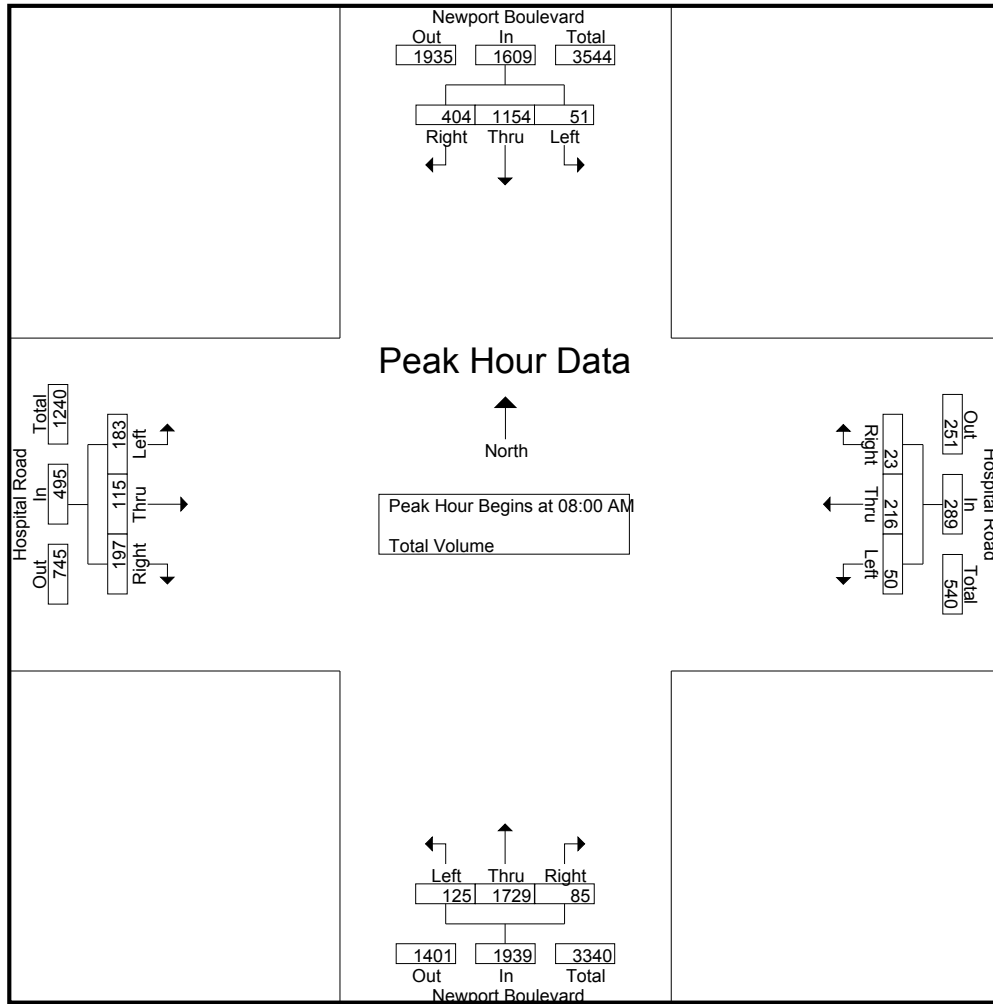 Newport Boulevard
Out In Total
1935 1609 3544
404 1154 51
Right Thru Left
Peak Hour Data
North
Peak Hour Begins at 08:00 AM
Total Volume
Hospital Road
Total In Out
1240 495 745
183 115 197
Left Thru Right
Right Thru Left
23 216 50
251 289 540
Out In Total
Hospital Road
Left Thru Right
125 1729 85
1401 1939 3340
Out In Total
Newport Boulevard